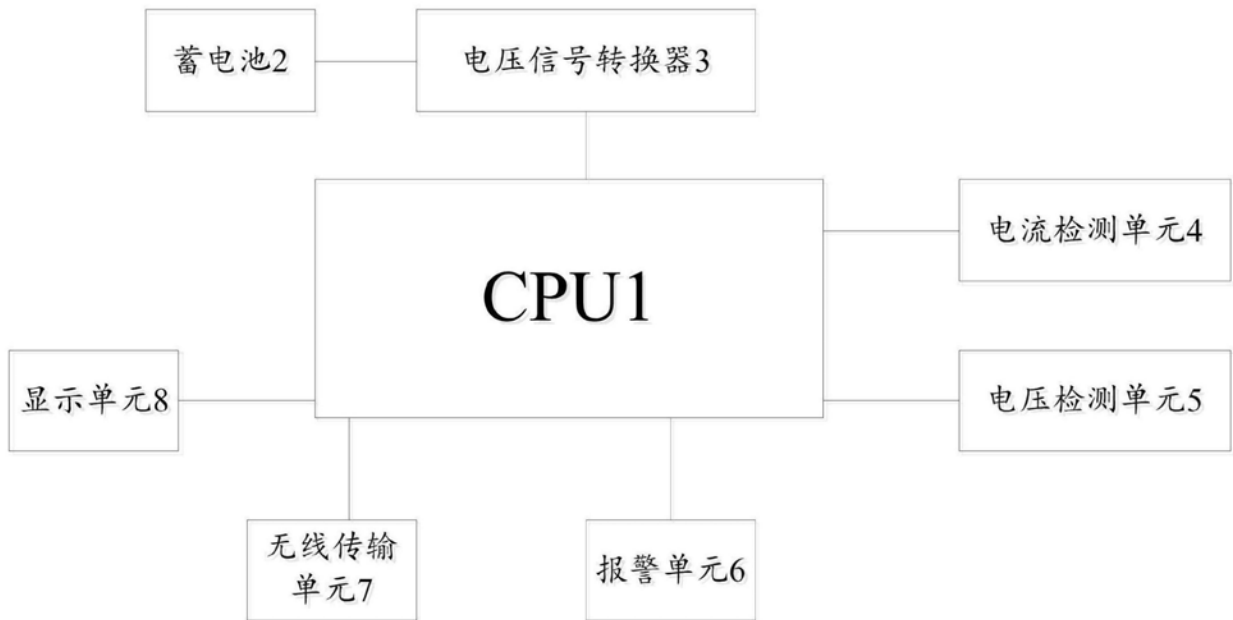 蓄电池2
电压信号转换器3
电流检测单元4
CPU1
显示单元8
电压检测单元5
无线传输
单元7
报警单元6